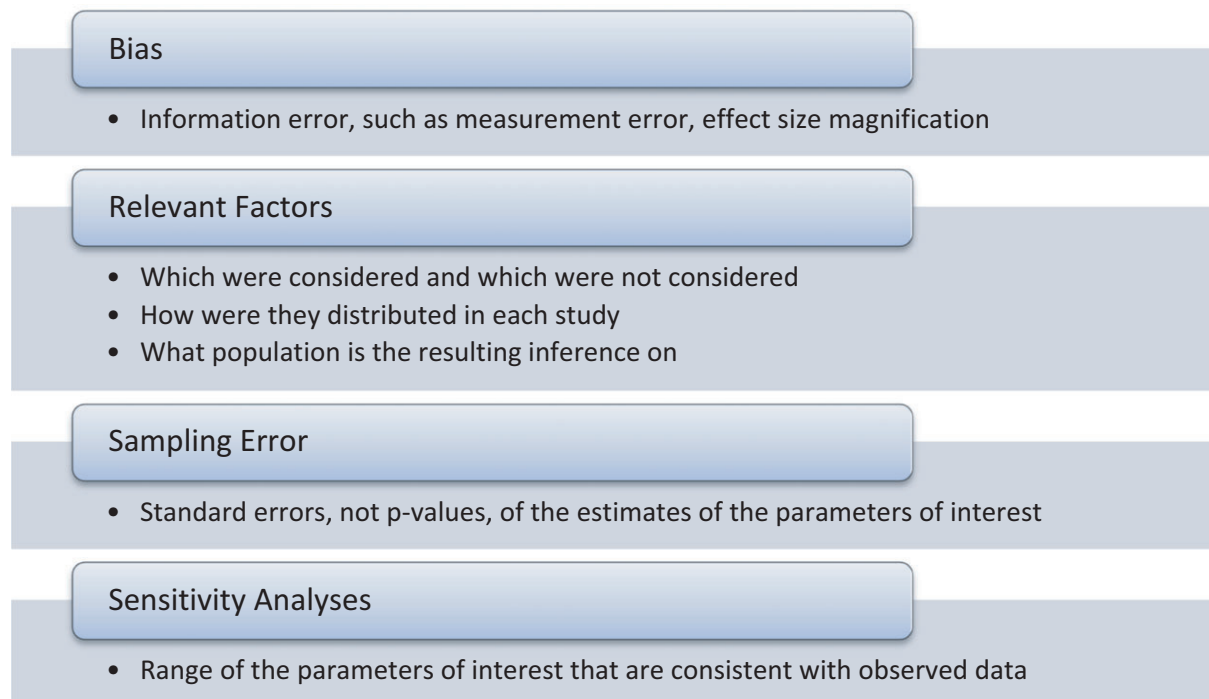 Bias
• Information error, such as measurement error, effect size magnification
Relevant Factors
• Which were considered and which were not considered
• How were they distributed in each study
• What population is the resulting inference on
Sampling Error
• Standard errors, not p-values, of the estimates of the parameters of interest
Sensitivity Analyses
• Range of the parameters of interest that are consistent with observed data